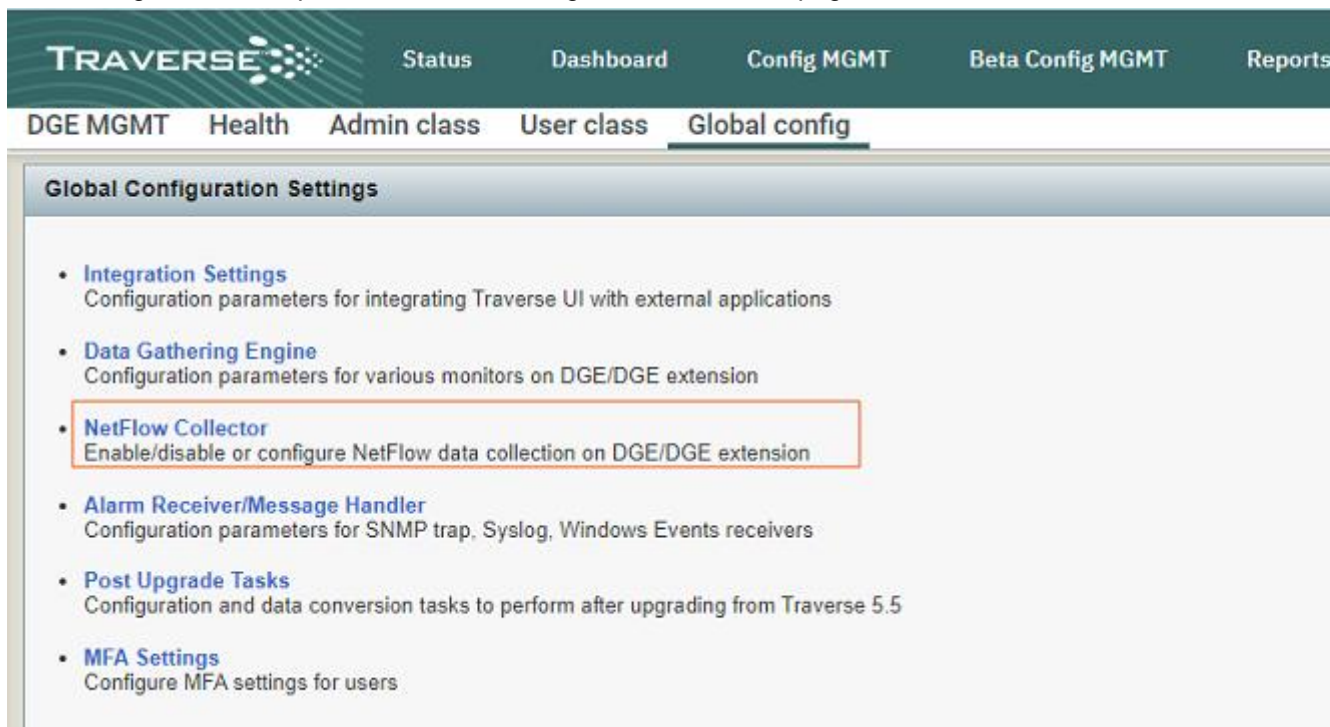 TRAVERSE Status Dashboard Config MGMT Beta Config MGMT Reports
DGE MGMT Health Admin class User class Global config
Global Configuration Settings
• Integration Settings
Configuration parameters for integrating Traverse UI with external applications
• Data Gathering Engine
Configuration parameters for various monitors on DGE/DGE extension
• NetFlow Collector
Enable/disable or configure NetFlow data collection on DGE/DGE extension
• Alarm Receiver/Message Handler
Configuration parameters for SNMP trap, Syslog, Windows Events receivers
• Post Upgrade Tasks
Configuration and data conversion tasks to perform after upgrading from Traverse 5.5
• MFA Settings
Configure MFA settings for users